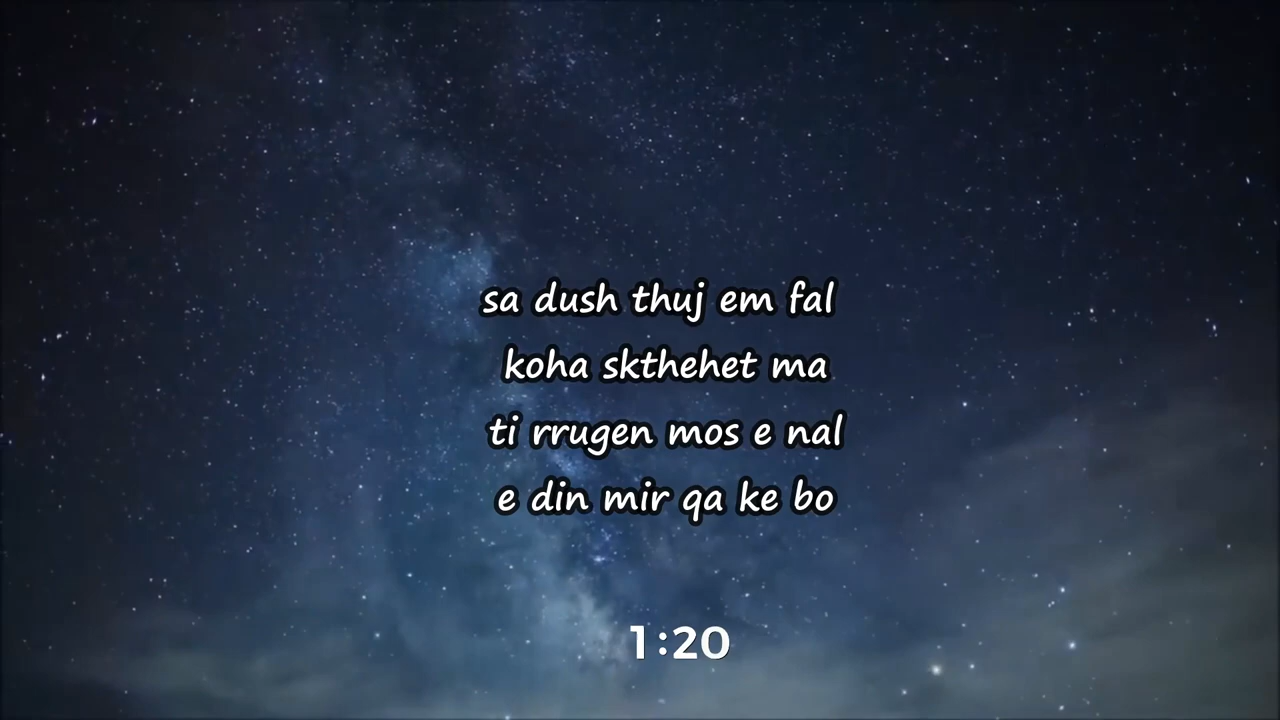 sa dush thuj em fal
koha skthehet ma
ti rrugen mos e nal
e din mir qa ke bo
1:20